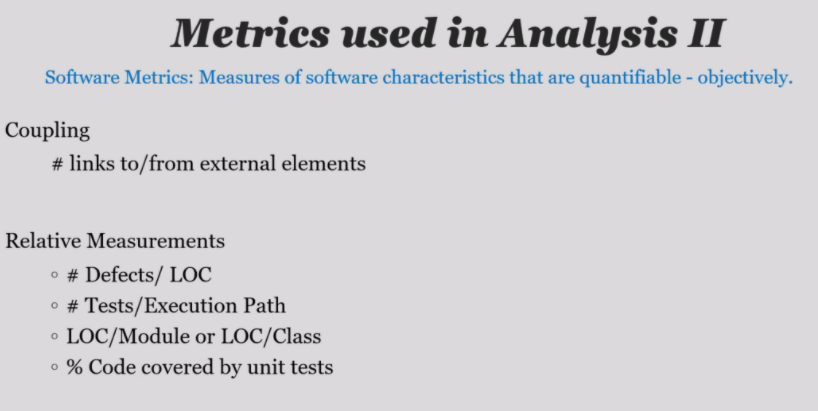 Metrics used in Analysis II
Software Metrics: Measures of software characteristics that are quantifiable - objectively.
Coupling
# links to/from external elements
Relative Measurements
◦ # Defects/ LOC
◦ # Tests/Execution Path
◦ LOC/Module or LOC/Class
◦ % Code covered by unit tests